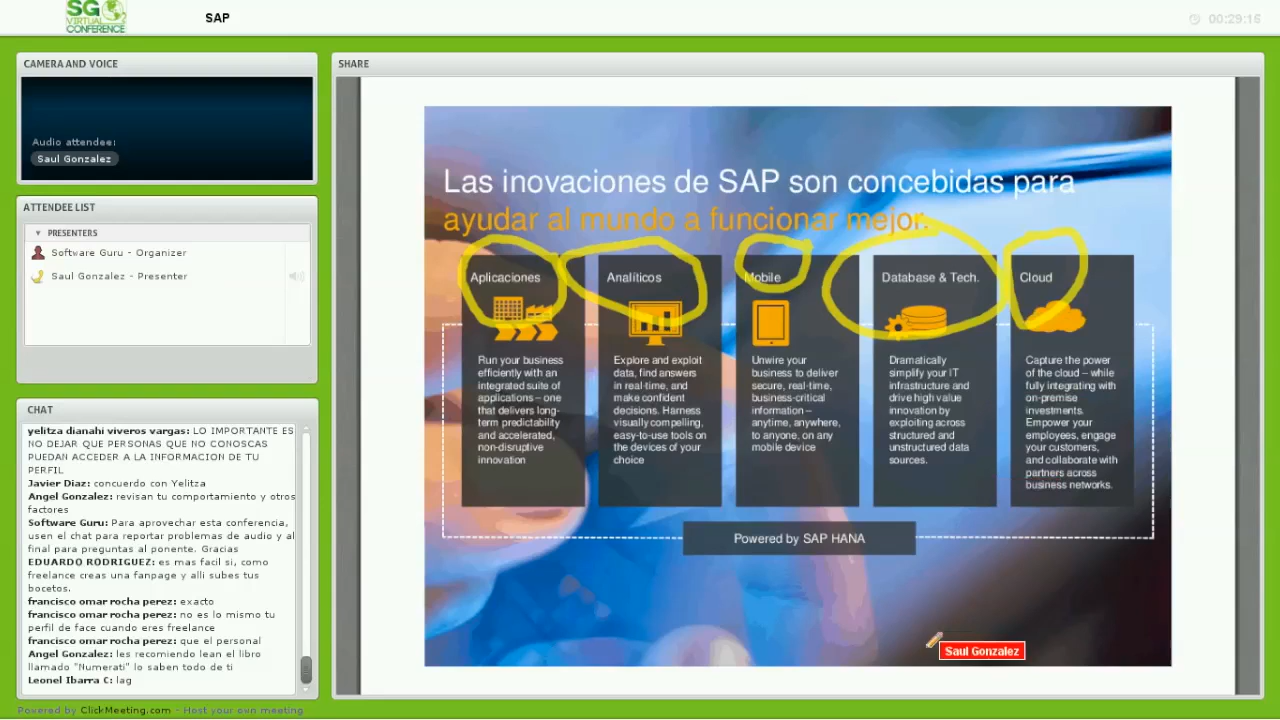 SG
VIRTUAL
CONFERENCE
SAP
00:29:16
CAMERA AND VOICE
Audio attendee:
Saul Gonzalez
ATTENDEE LIST
PRESENTERS
Software Guru - Organizer
Saul Gonzalez - Presenter
CHAT
yelitza dianahi viveros vargas: LO IMPORTANTE ES
NO DEJAR QUE PERSONAS QUE NO CONOSCAS
PUEDAN ACCEDER A LA INFORMACION DE TU
PERFIL
Javier Diaz: concuerdo con Yelitza
Angel Gonzalez: revisan tu comportamiento y otros
factores
Software Guru: Para aprovechar esta conferencia,
usen el chat para reportar problemas de audio y al
final para preguntas al ponente. Gracias
EDUARDO RODRIGUEZ: es mas facil si, como
freelance creas una fanpage y alli subes tus
bocetos.
francisco omar rocha perez: exacto
francisco omar rocha perez: no es lo mismo tu
perfil de face cuando eres freelance
francisco omar rocha perez: que el personal
Angel Gonzalez: les recomiendo lean el libro
llamado "Numerati" lo saben todo de ti
Leonel Ibarra C: lag
Powered by ClickMeeting.com - Host your own meeting
SHARE
Las inovaciones de SAP son concebidas para
ayudar al mundo a funcionar mejor.
Aplicaciones
Run your business
efficiently with an
integrated suite of
applications – one
that delivers long-
term predictability
and accelerated,
non-disruptive
innovation
Analíticos
Explore and exploit
data, find answers
in real-time, and
make confident
decisions. Harness
visually compelling,
easy-to-use tools on
the devices of your
choice
Mobile
Unwire your
business to deliver
secure, real-time,
business-critical
information –
anytime, anywhere,
to anyone, on any
mobile device
Database & Tech.
Dramatically
simplify your IT
infrastructure and
drive high value
innovation by
exploiting across
structured and
unstructured data
sources.
Cloud
Capture the power
of the cloud – while
fully integrating with
on-premise
investments.
Empower your
employees, engage
your customers,
and collaborate with
partners across
business networks.
Powered by SAP HANA
Saul Gonzalez